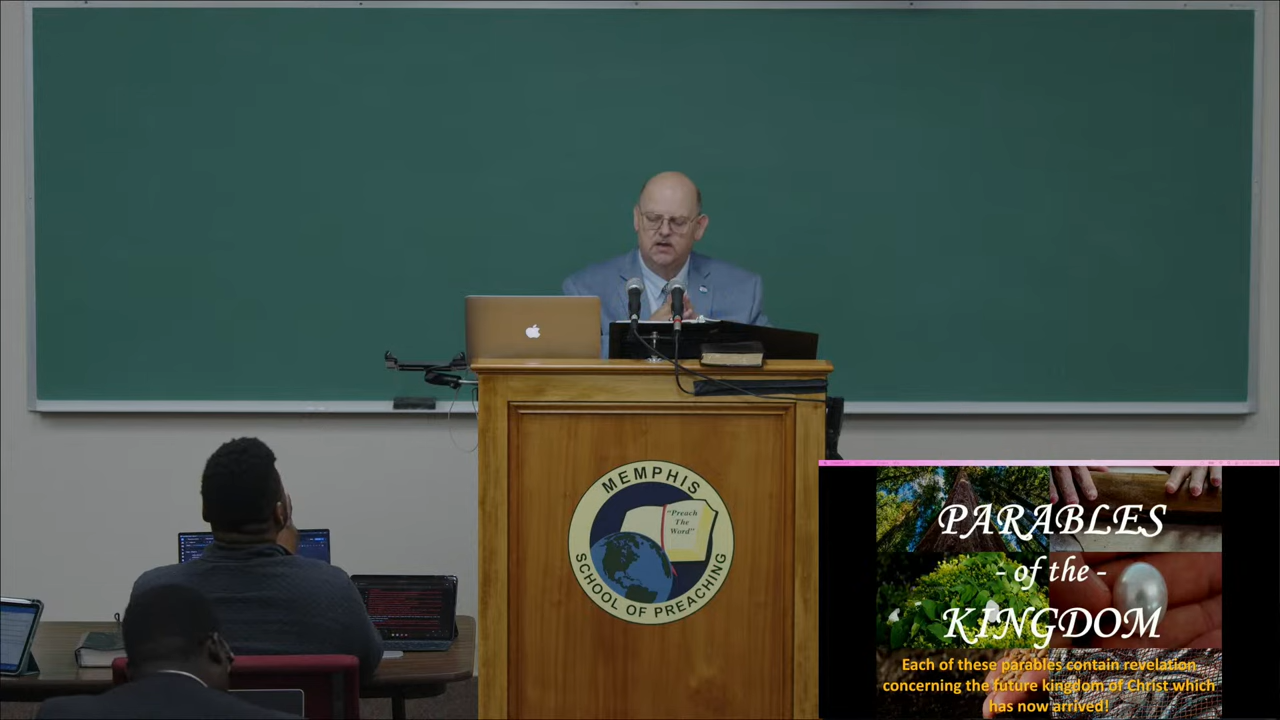 MEMPHIS
"Preach
The
Word"
SCHOOL OF PREACHING
PARABLES
- of the -
KINGDOM
Each of these parables contain revelation
concerning the future kingdom of Christ which
has now arrived!